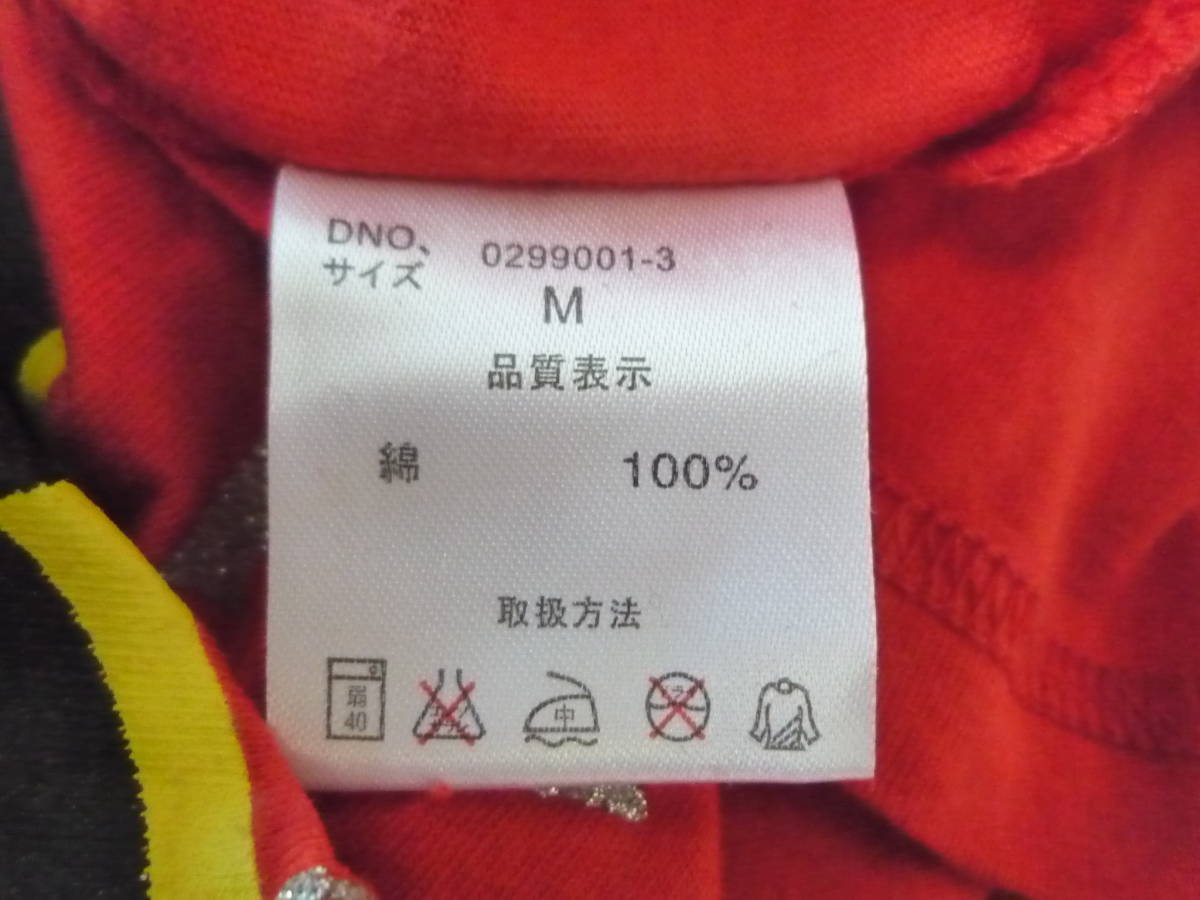 DNO、 0299001-3
サイズ M
品質表示
綿 100%
取扱方法
弱 中
40